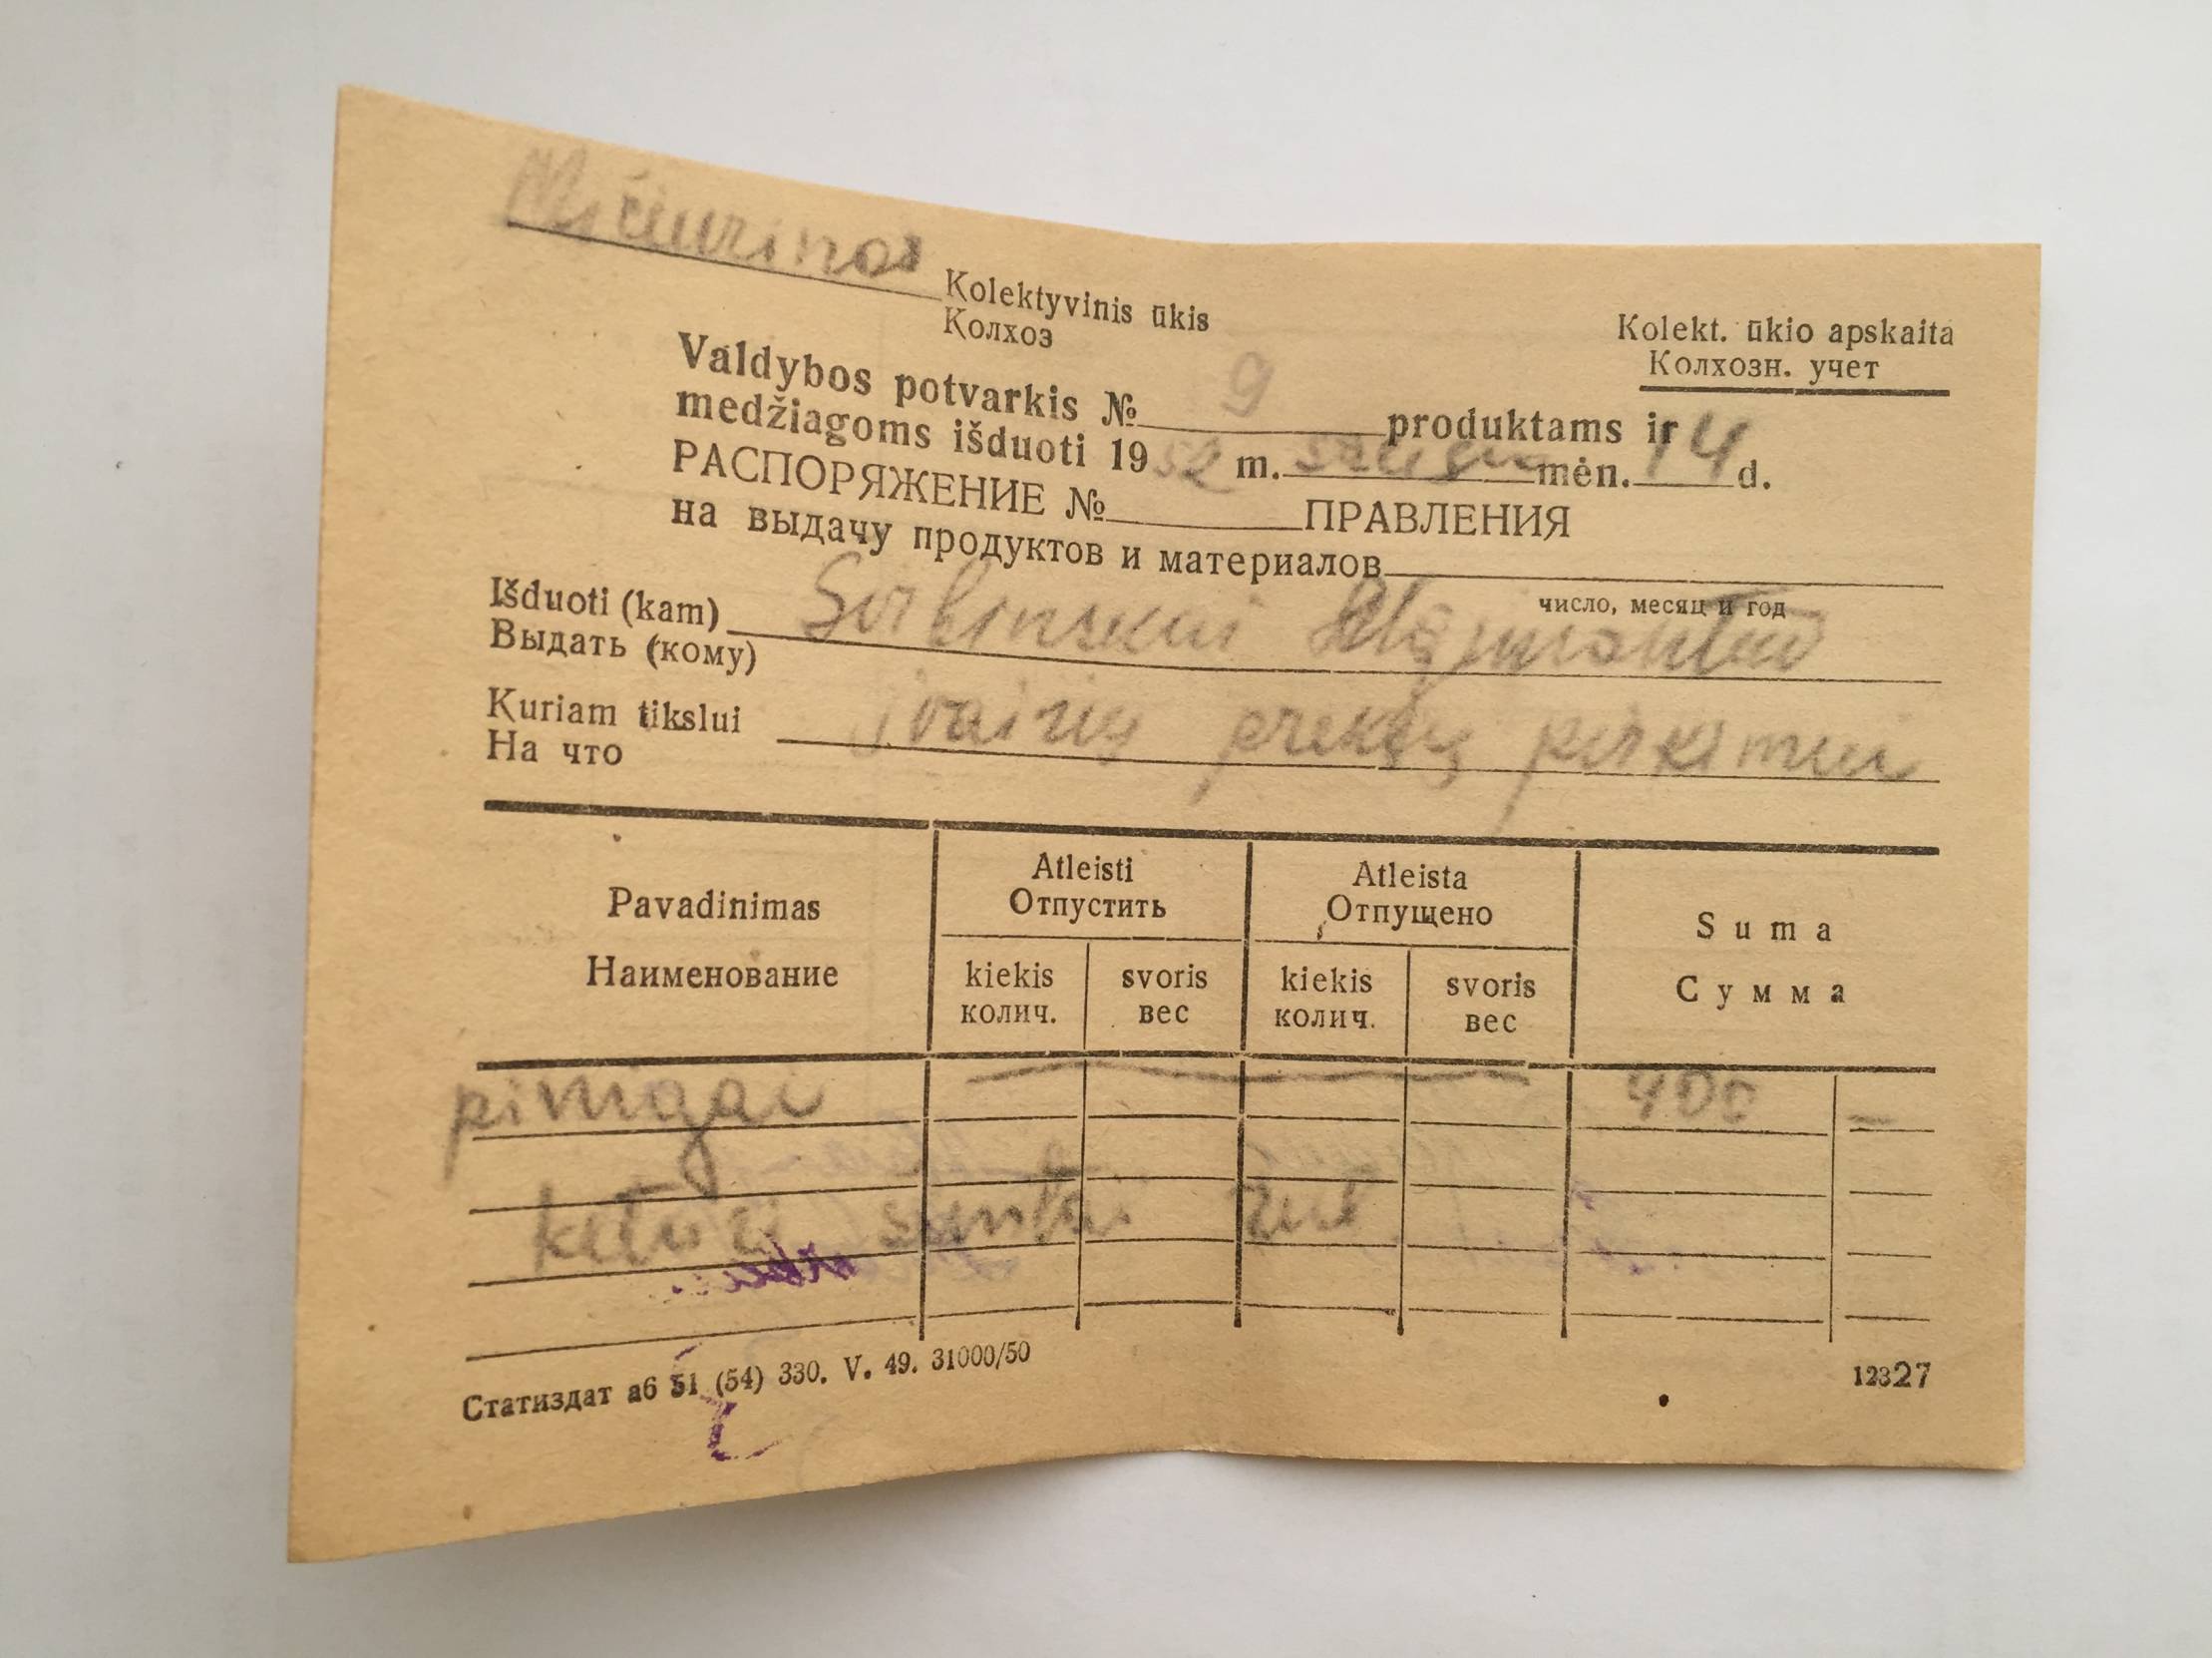 Mičiurinos
Kolektyvinis ūkis
Колхоз
Kolekt. ūkio apskaita
Колхозн. учет
Valdybos potvarkis № 9 produktams ir
medžiagoms išduoti 1952 m. mėn. 14 d.
РАСПОРЯЖЕНИЕ № ПРАВЛЕНИЯ
на выдачу продуктов и материалов
число, месяц и год
Išduoti (kam)
Выдать (кому)
Kuriam tikslui įvairių prekių pirkimui
На что
Pavadinimas
Наименование
Atleisti
Отпустить
Atleista
Отпущено
Suma
Сумма
kiekis
колич.
svoris
вес
kiekis
колич.
svoris
вес
pinigai 400 —
keturi šimtai rub
Статиздат аб 51 (54) 330. V. 49. 31000/50
12327